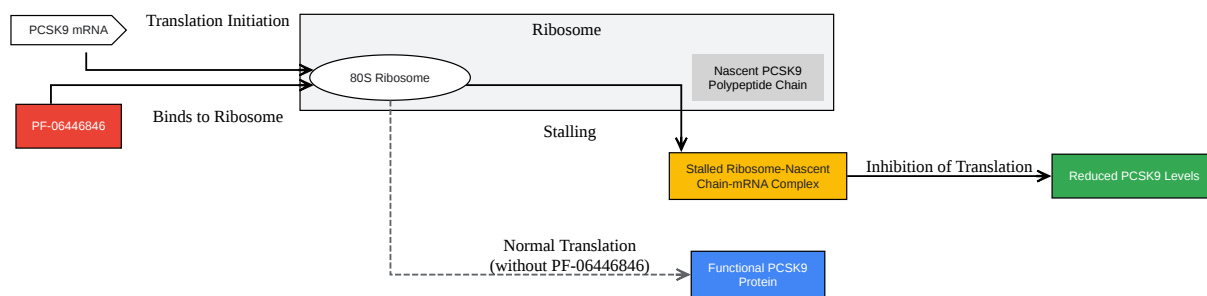 PCSK9 mRNA
Translation Initiation
Ribosome
80S Ribosome
Nascent PCSK9
Polypeptide Chain
PF-06446846
Binds to Ribosome
Stalling
Stalled Ribosome-Nascent
Chain-mRNA Complex
Inhibition of Translation
Reduced PCSK9 Levels
Normal Translation
(without PF-06446846)
Functional PCSK9
Protein